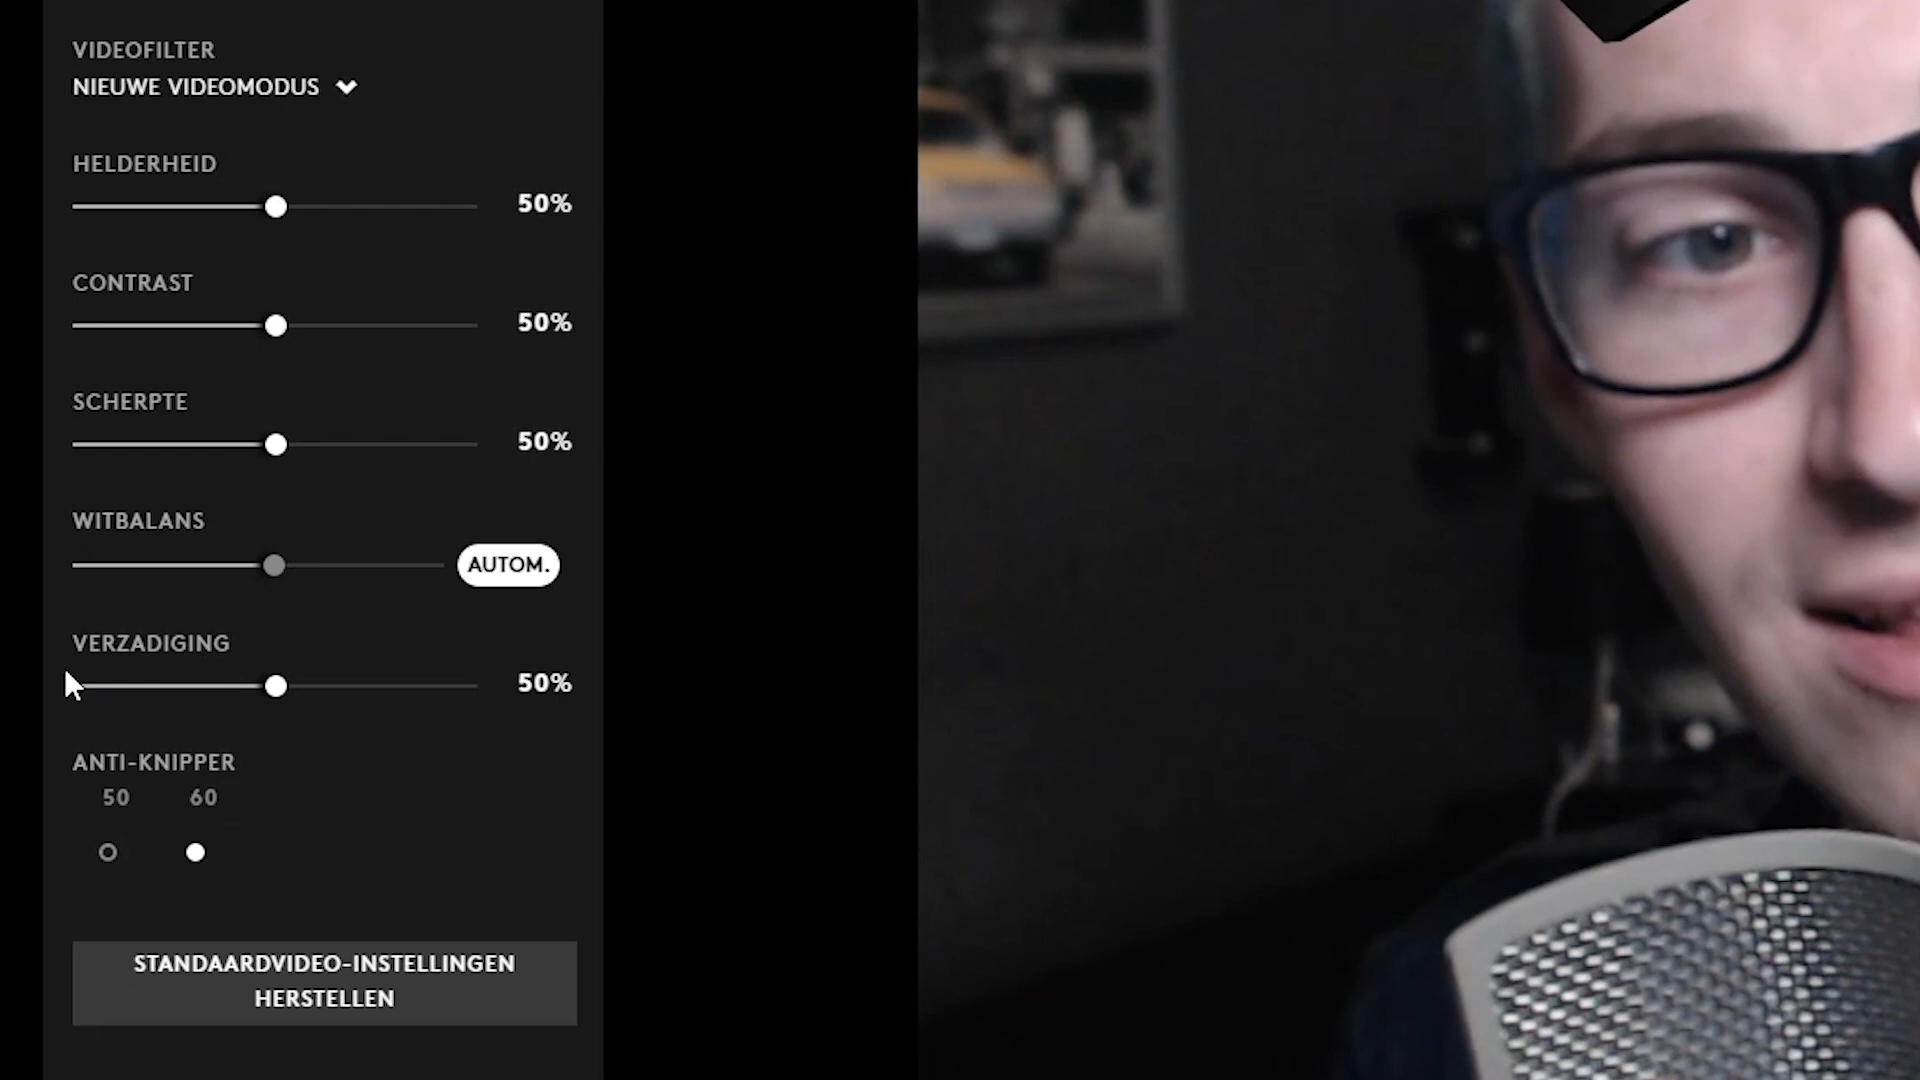 VIDEOFILTER
NIEUWE VIDEOMODUS
HELDERHEID
50%
CONTRAST
50%
SCHERPTE
50%
WITBALANS
AUTOM.
VERZADIGING
50%
ANTI-KNIPPER
50 60
STANDAARDVIDEO-INSTELLINGEN
HERSTELLEN